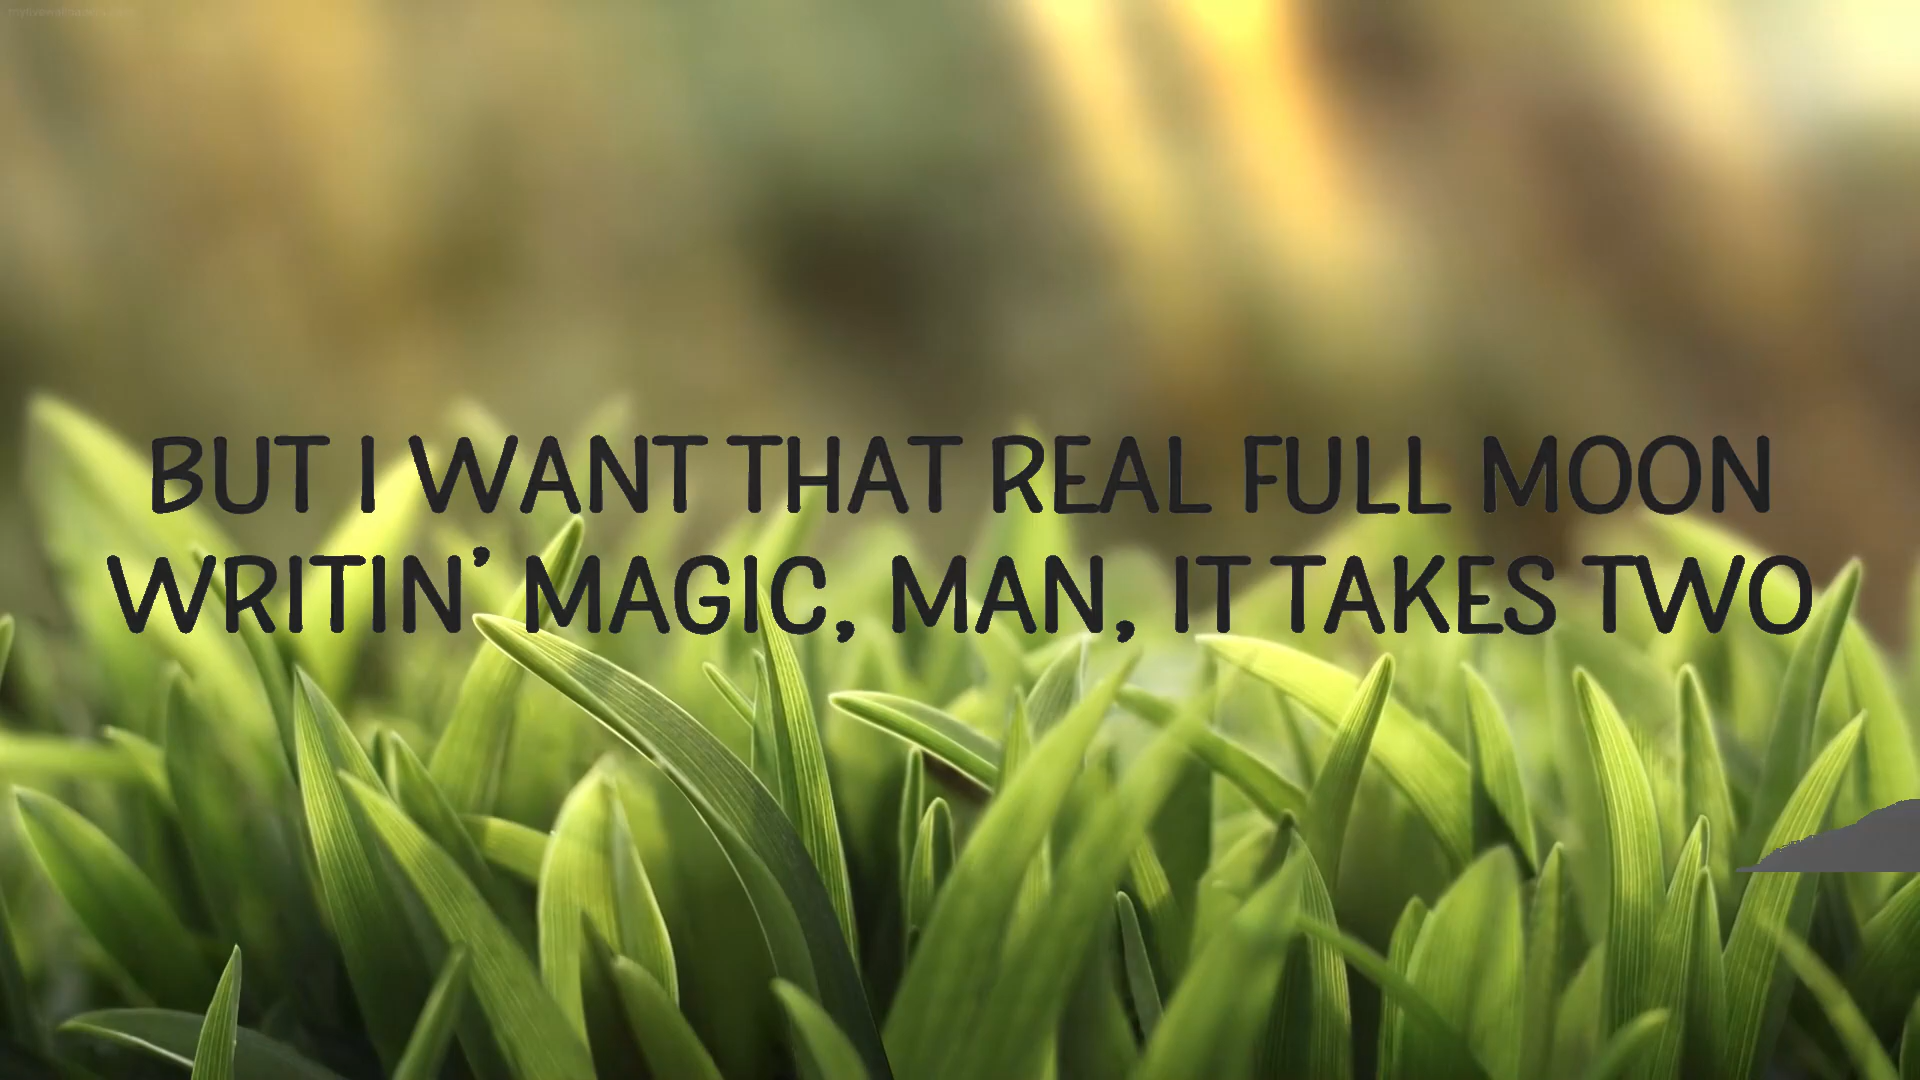 BUT I WANT THAT REAL FULL MOON
WRITIN’ MAGIC, MAN, IT TAKES TWO